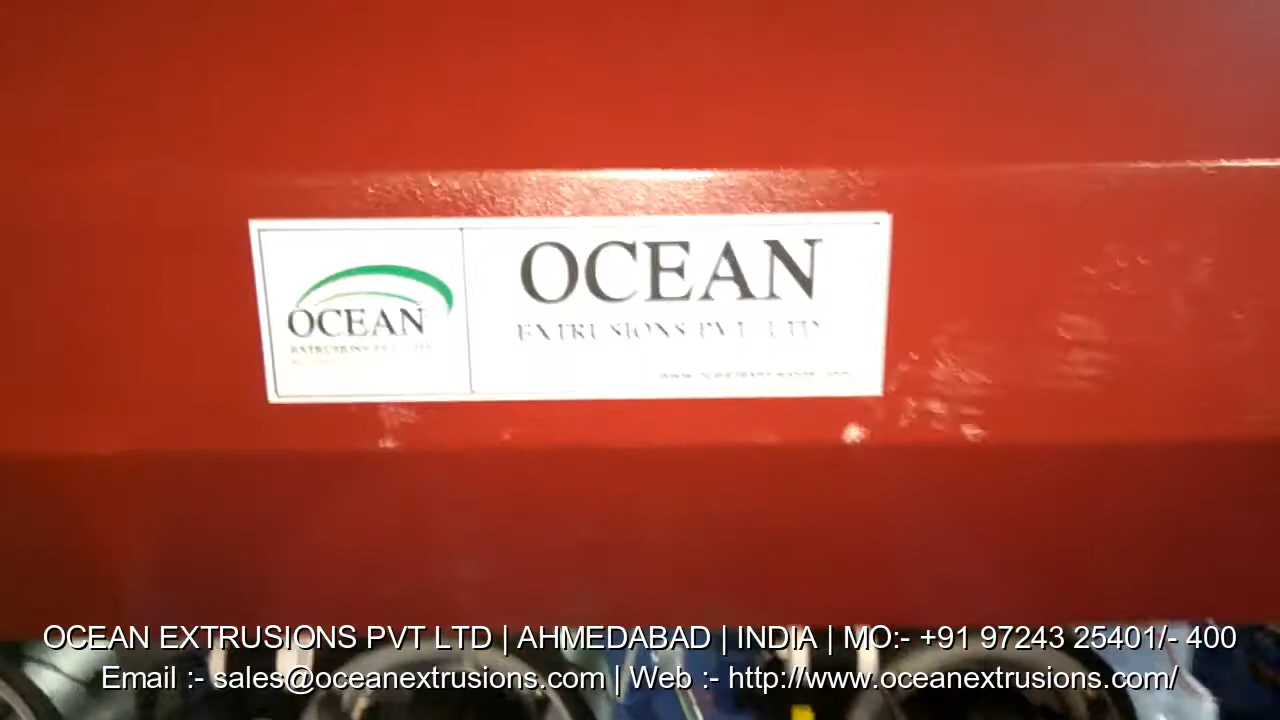 OCEAN
OCEAN
EXTRUSIONS PVT LTD
OCEAN EXTRUSIONS PVT LTD | AHMEDABAD | INDIA | MO:- +91 97243 25401/- 400
Email :- sales@oceanextrusions.com | Web :- http://www.oceanextrusions.com/